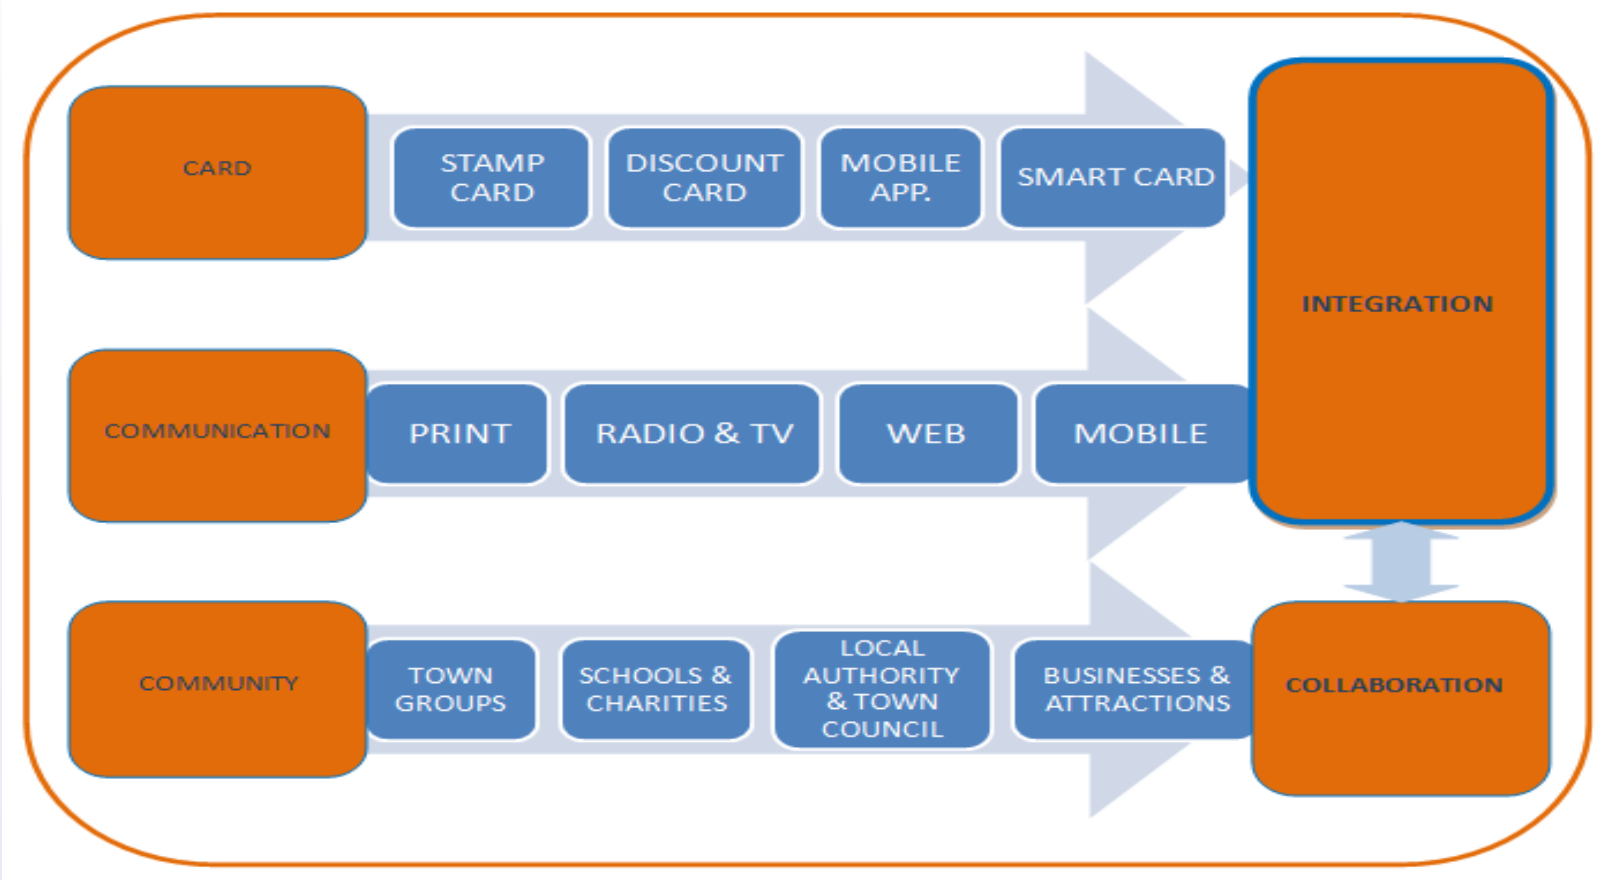 CARD
STAMP
CARD
DISCOUNT
CARD
MOBILE
APP.
SMART CARD
INTEGRATION
COMMUNICATION
PRINT
RADIO & TV
WEB
MOBILE
COMMUNITY
TOWN
GROUPS
SCHOOLS &
CHARITIES
LOCAL
AUTHORITY
& TOWN
COUNCIL
BUSINESSES &
ATTRACTIONS
COLLABORATION